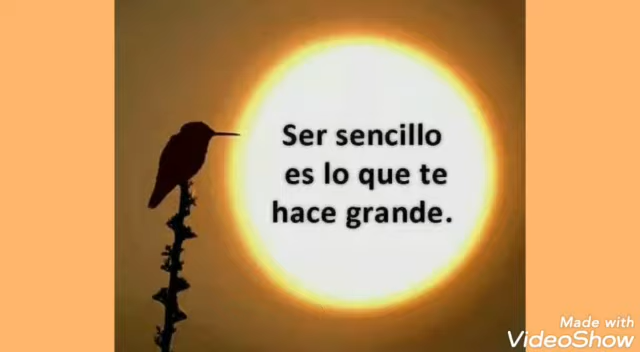 Ser sencillo
es lo que te
hace grande.
Made with
VideoShow